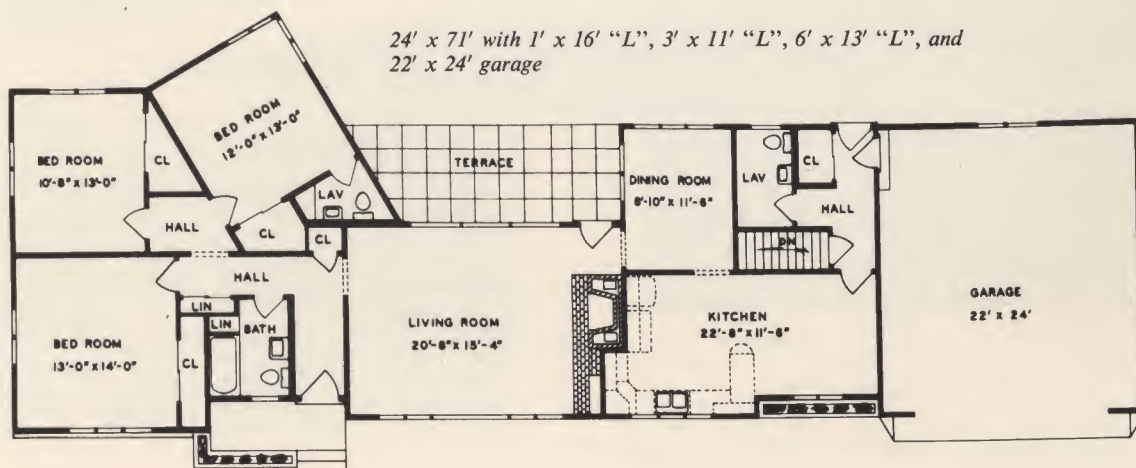 24' x 71' with 1' x 16' “L”, 3' x 11' “L”, 6' x 13' “L”, and
22' x 24' garage
BED ROOM
10'-8" X 13'-0"
CL
BED ROOM
12'-0" X 13'-0"
LAV
TERRACE
DINING ROOM
8'-10" X 11'-6"
LAV
CL
HALL
DN
HALL
CL
CL
HALL
LIN
LIN
BATH
BED ROOM
13'-0" X 14'-0"
CL
LIVING ROOM
20'-8" X 15'-4"
KITCHEN
22'-8" X 11'-6"
GARAGE
22' X 24'